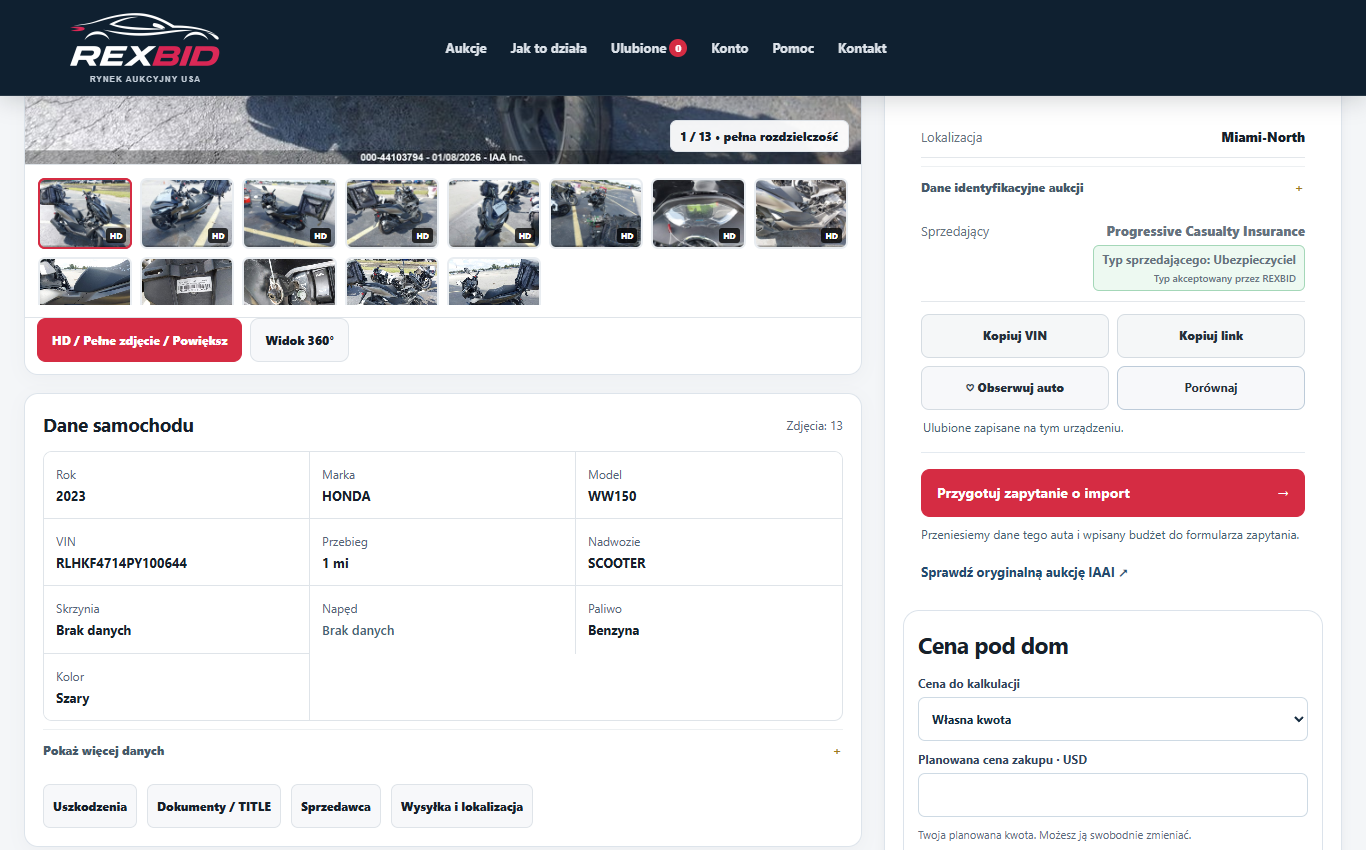 REXBID
RYNEK AUKCYJNY USA
Aukcje
Jak to działa
Ulubione 0
Konto
Pomoc
Kontakt
1 / 13 • pełna rozdzielczość
000-44103794 - 01/08/2026 - IAA Inc.
HD
HD
HD
HD
HD
HD
HD
HD
HD / Pełne zdjęcie / Powiększ
Widok 360°
Dane samochodu
Zdjęcia: 13
Rok
2023
Marka
HONDA
Model
WW150
VIN
RLHKF4714PY100644
Przebieg
1 mi
Nadwozie
SCOOTER
Skrzynia
Brak danych
Napęd
Brak danych
Paliwo
Benzyna
Kolor
Szary
Pokaż więcej danych
+
Uszkodzenia
Dokumenty / TITLE
Sprzedawca
Wysyłka i lokalizacja
Lokalizacja
Miami-North
Dane identyfikacyjne aukcji
+
Sprzedający
Progressive Casualty Insurance
Typ sprzedającego: Ubezpieczyciel
Typ akceptowany przez REXBID
Kopiuj VIN
Kopiuj link
♡ Obserwuj auto
Porównaj
Ulubione zapisane na tym urządzeniu.
Przygotuj zapytanie o import →
Przeniesiemy dane tego auta i wpisany budżet do formularza zapytania.
Sprawdź oryginalną aukcję IAAI ↗
Cena pod dom
Cena do kalkulacji
Własna kwota
Planowana cena zakupu · USD
Twoja planowana kwota. Możesz ją swobodnie zmieniać.